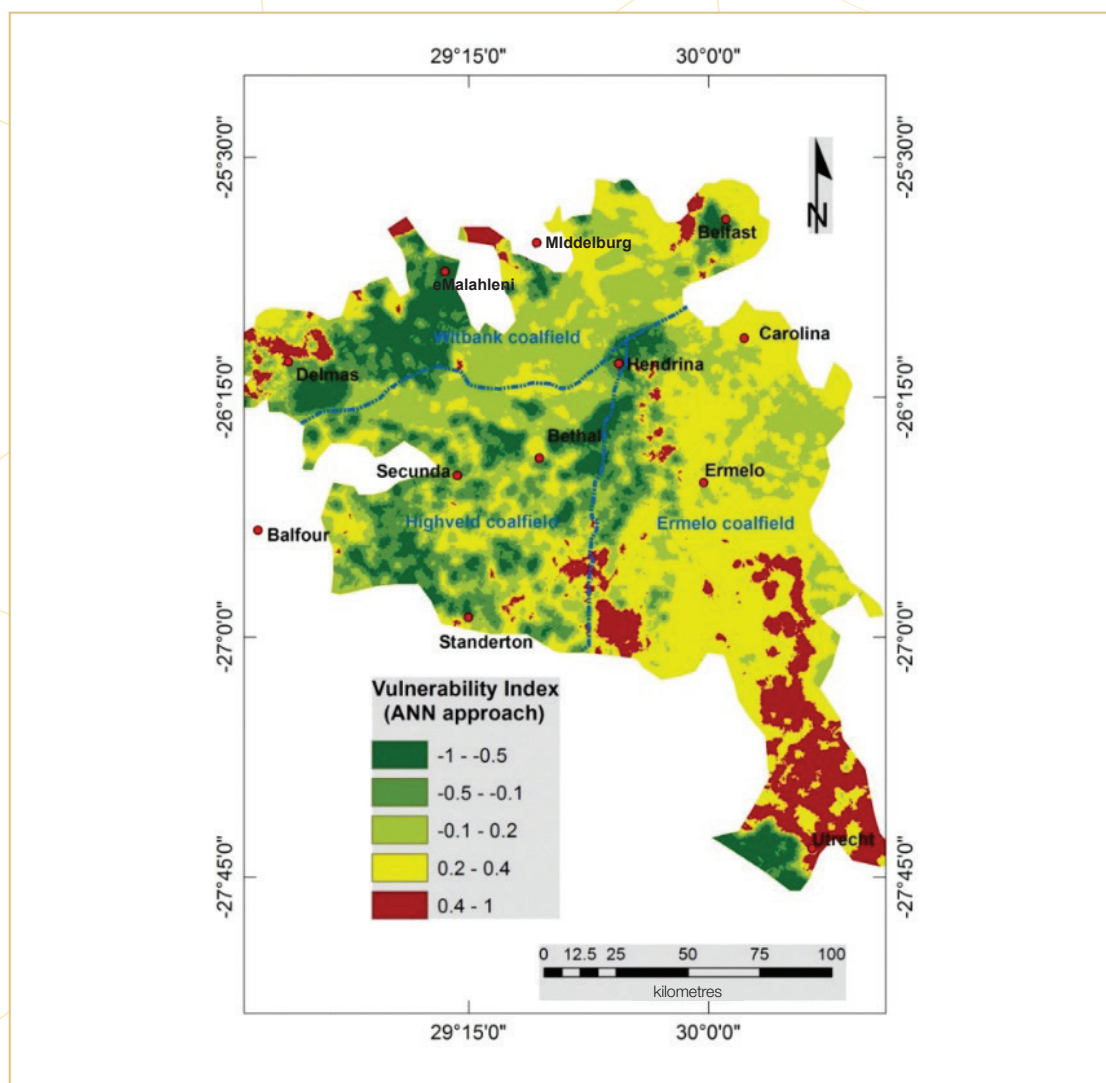 29°15'0" 30°0'0"
-25°30'0" -25°30'0"
N
Belfast
MIddelburg
eMalahleni
Carolina
Witbank coalfield
Hendrina
Delmas
-26°15'0" -26°15'0"
Bethal
Secunda
Ermelo
Highveld coalfield Ermelo coalfield
Balfour
-27°0'0" -27°0'0"
Standerton
Vulnerability Index
(ANN approach)
-1 - -0.5
-0.5 - -0.1
-0.1 - 0.2
0.2 - 0.4
0.4 - 1
Utrecht
-27°45'0" -27°45'0"
0 12.5 25 50 75 100
kilometres
29°15'0" 30°0'0"